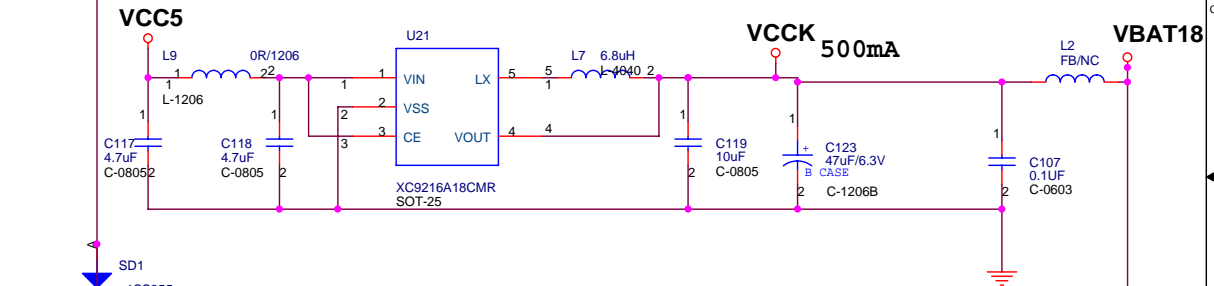 VCC5
VCCK
500mA
VBAT18
L9
0R/1206
1
2
2
1
L-1206
U21
VIN
LX
VSS
CE
VOUT
1
2
3
5
4
1
2
3
5
1
4
XC9216A18CMR
SOT-25
L7
6.8uH
L-4040
2
L2
FB/NC
1
C117
4.7uF
C-0805
2
1
C118
4.7uF
C-0805
2
1
C119
10uF
C-0805
2
1
+
C123
47uF/6.3V
B CASE
2
C-1206B
1
C107
0.1UF
C-0603
2
A
SD1